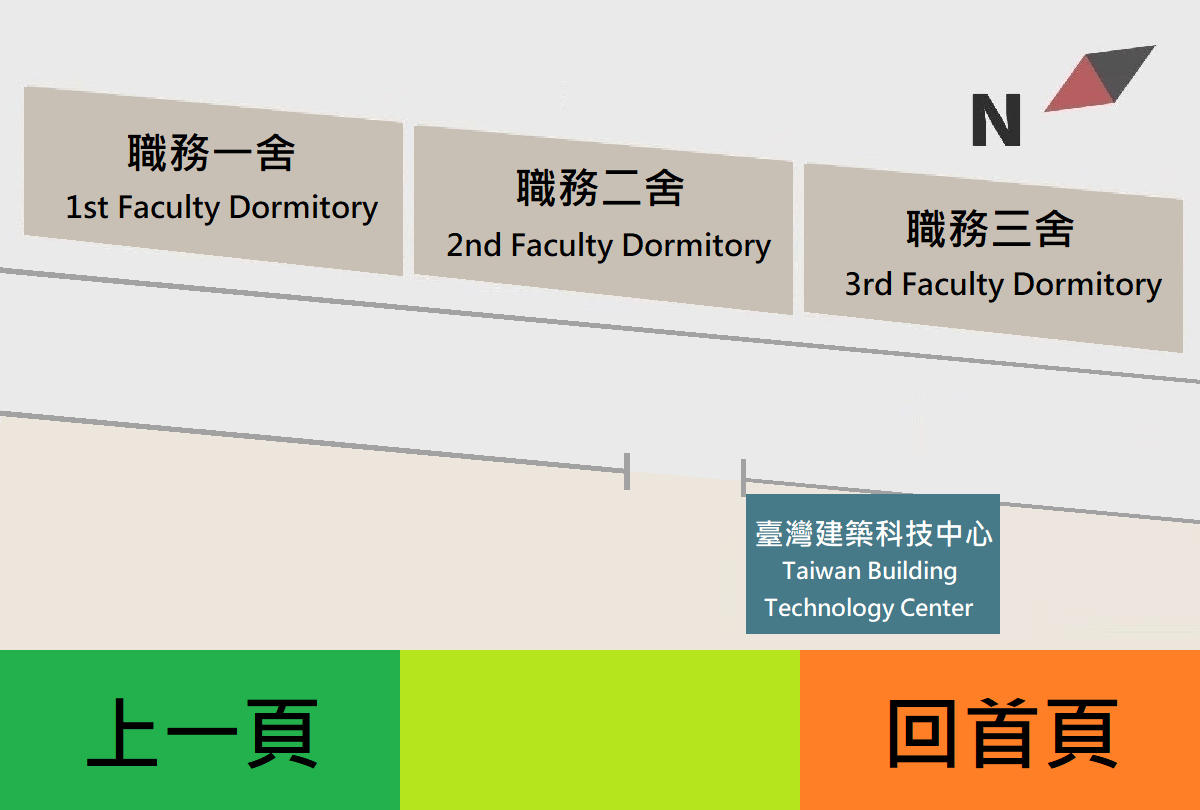 職務一舍
1st Faculty Dormitory
職務二舍
2nd Faculty Dormitory
職務三舍
3rd Faculty Dormitory
N
臺灣建築科技中心
Taiwan Building
Technology Center
上一頁
回首頁